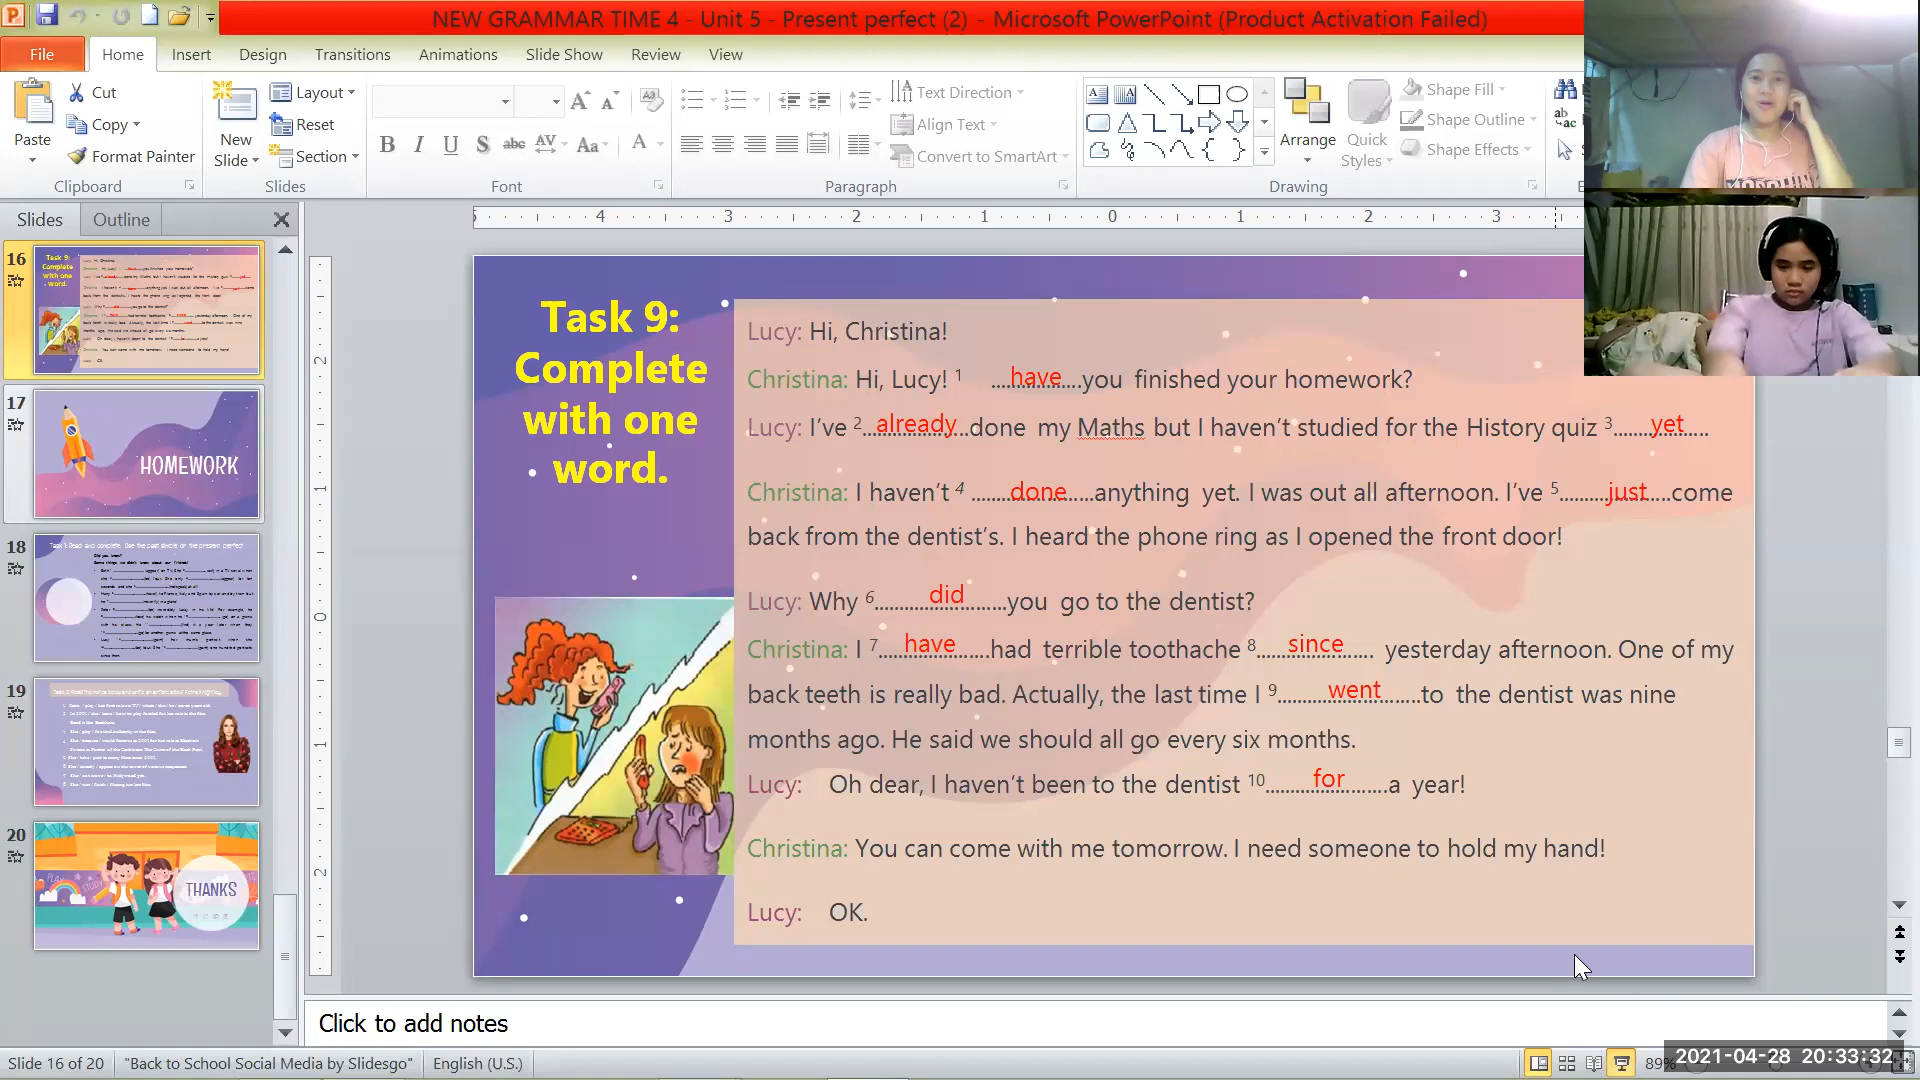 NEW GRAMMAR TIME 4 - Unit 5 - Present perfect (2) - Microsoft PowerPoint (Product Activation Failed)
File Home Insert Design Transitions Animations Slide Show Review View
Cut
Copy
Format Painter
Paste
Clipboard
New
Slide
Layout
Reset
Section
Slides
Font
Text Direction
Align Text
Convert to SmartArt
Paragraph
Arrange
Quick
Styles
Shape Fill
Shape Outline
Shape Effects
Drawing
Slides Outline
16
Task 9:
Complete
with one
word.
17
HOMEWORK
18
19
20
THANKS
Task 9:
Complete
with one
word.
Lucy: Hi, Christina!
Christina: Hi, Lucy! 1 ....have....you finished your homework?
Lucy: I've 2....already....done my Maths but I haven't studied for the History quiz 3....yet....
Christina: I haven't 4 ....done....anything yet. I was out all afternoon. I've 5....just....come
back from the dentist's. I heard the phone ring as I opened the front door!
Lucy: Why 6....did....you go to the dentist?
Christina: I 7....have....had terrible toothache 8....since.... yesterday afternoon. One of my
back teeth is really bad. Actually, the last time I 9....went....to the dentist was nine
months ago. He said we should all go every six months.
Lucy: Oh dear, I haven't been to the dentist 10....for....a year!
Christina: You can come with me tomorrow. I need someone to hold my hand!
Lucy: OK.
Click to add notes
Slide 16 of 20 "Back to School Social Media by Slidesgo" English (U.S.) 89%
2021-04-28 20:33:32